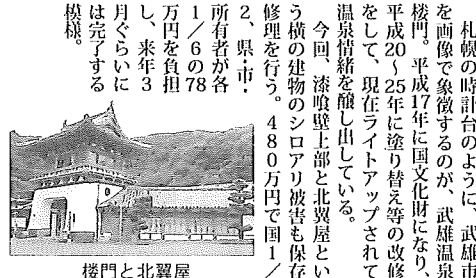 札幌の時計台のように、武雄市
を画像で象徴するのが、武雄温泉
楼門。平成17年に国文化財になり、
平成20～25年に塗り替え等の改修
をして、現在ライトアップされて
温泉情緒を醸し出している。
今回、漆喰壁上部と北翼屋とい
う横の建物のシロアリ被害も保存
修理を行う。480万円で国1/
2、県・市・
所有者が各
1/6の78
万円を負担
し、来年3
月ぐらいに
は完了する
模様。
楼門と北翼屋